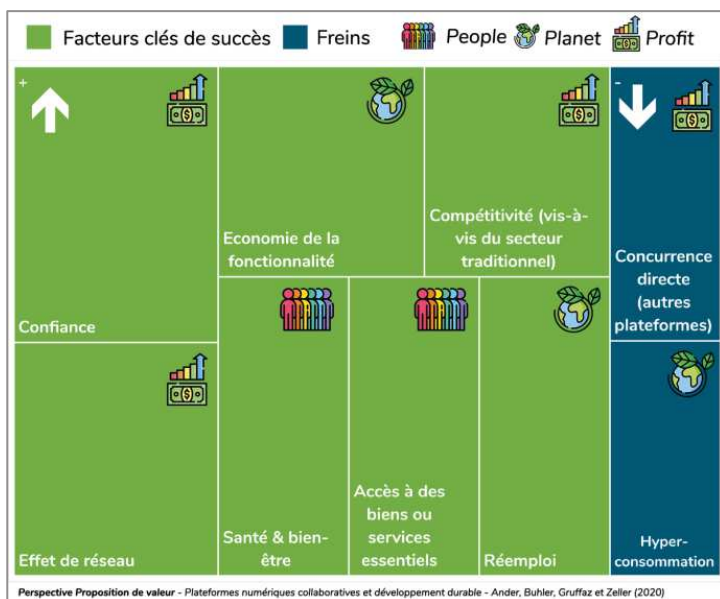 Facteurs clés de succès Freins People Planet Profit
+
-
Confiance
Economie de la
fonctionnalité
Compétitivité (vis-à-
vis du secteur
traditionnel)
Concurrence
directe
(autres
plateformes)
Effet de réseau
Santé & bien-
être
Accès à des
biens ou
services
essentiels
Réemploi
Hyper-
consommation
Perspective Proposition de valeur - Plateformes numériques collaboratives et développement durable - Ander, Buhler, Gruffaz et Zeller (2020)